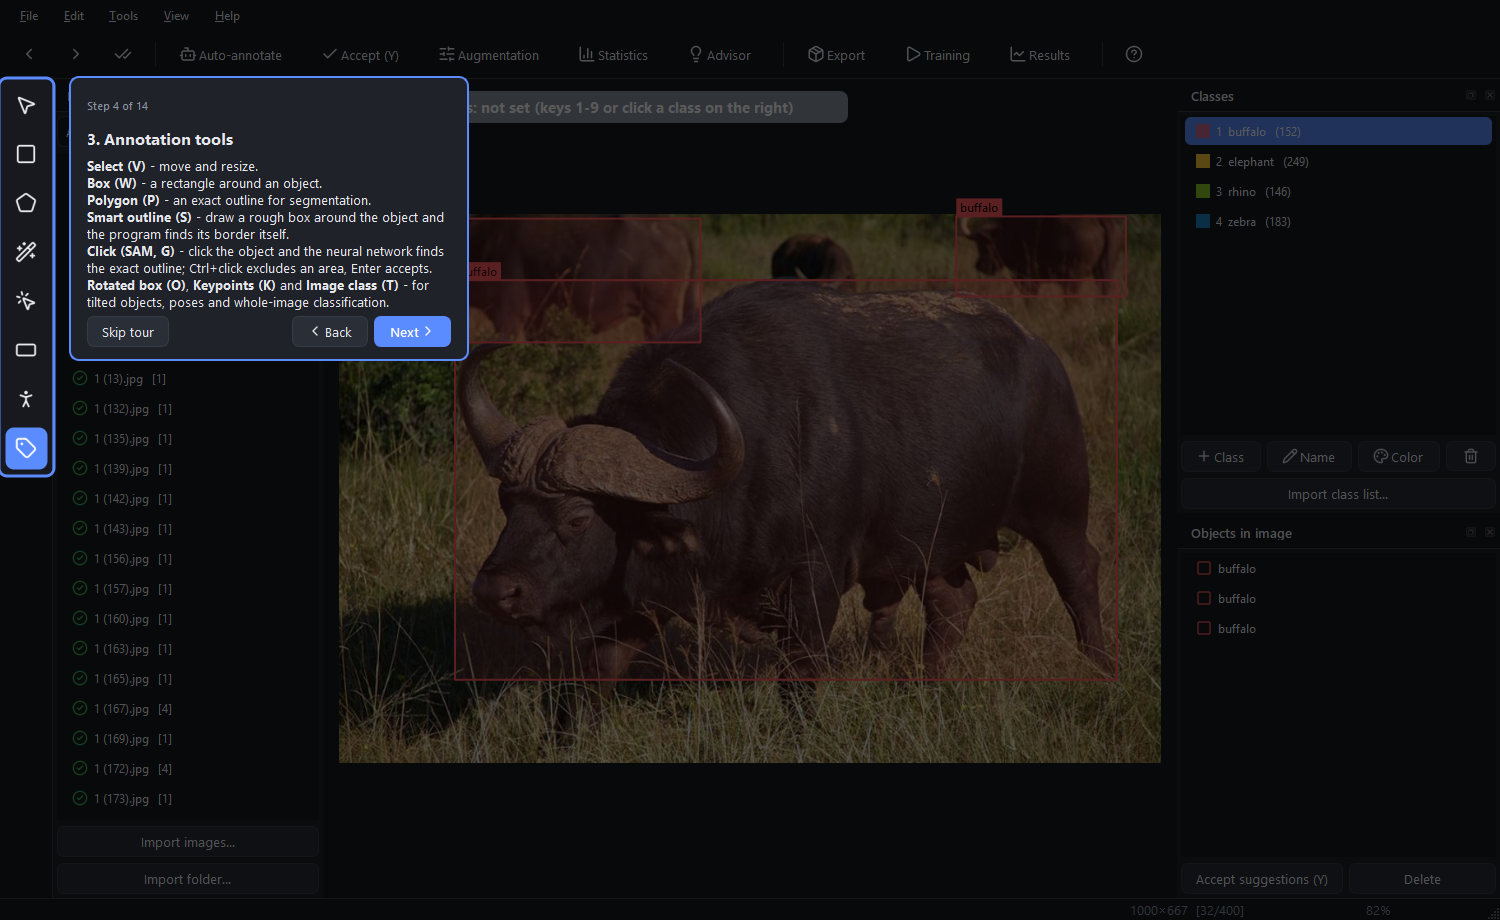 File Edit Tools View Help
Auto-annotate Accept (Y) Augmentation Statistics Advisor Export Training Results
Step 4 of 14
3. Annotation tools
Select (V) - move and resize.
Box (W) - a rectangle around an object.
Polygon (P) - an exact outline for segmentation.
Smart outline (S) - draw a rough box around the object and
the program finds its border itself.
Click (SAM, G) - click the object and the neural network finds
the exact outline; Ctrl+click excludes an area, Enter accepts.
Rotated box (O), Keypoints (K) and Image class (T) - for
tilted objects, poses and whole-image classification.
Skip tour Back Next
not set (keys 1-9 or click a class on the right)
buffalo
1 (13).jpg [1]
1 (132).jpg [1]
1 (135).jpg [1]
1 (139).jpg [1]
1 (142).jpg [1]
1 (143).jpg [1]
1 (156).jpg [1]
1 (157).jpg [1]
1 (160).jpg [1]
1 (163).jpg [1]
1 (165).jpg [1]
1 (167).jpg [4]
1 (169).jpg [1]
1 (172).jpg [4]
1 (173).jpg [1]
Import images...
Import folder...
Classes
1 buffalo (152)
2 elephant (249)
3 rhino (146)
4 zebra (183)
Class Name Color
Import class list...
Objects in image
buffalo
buffalo
buffalo
Accept suggestions (Y) Delete
1000×667 [32/400] 82%